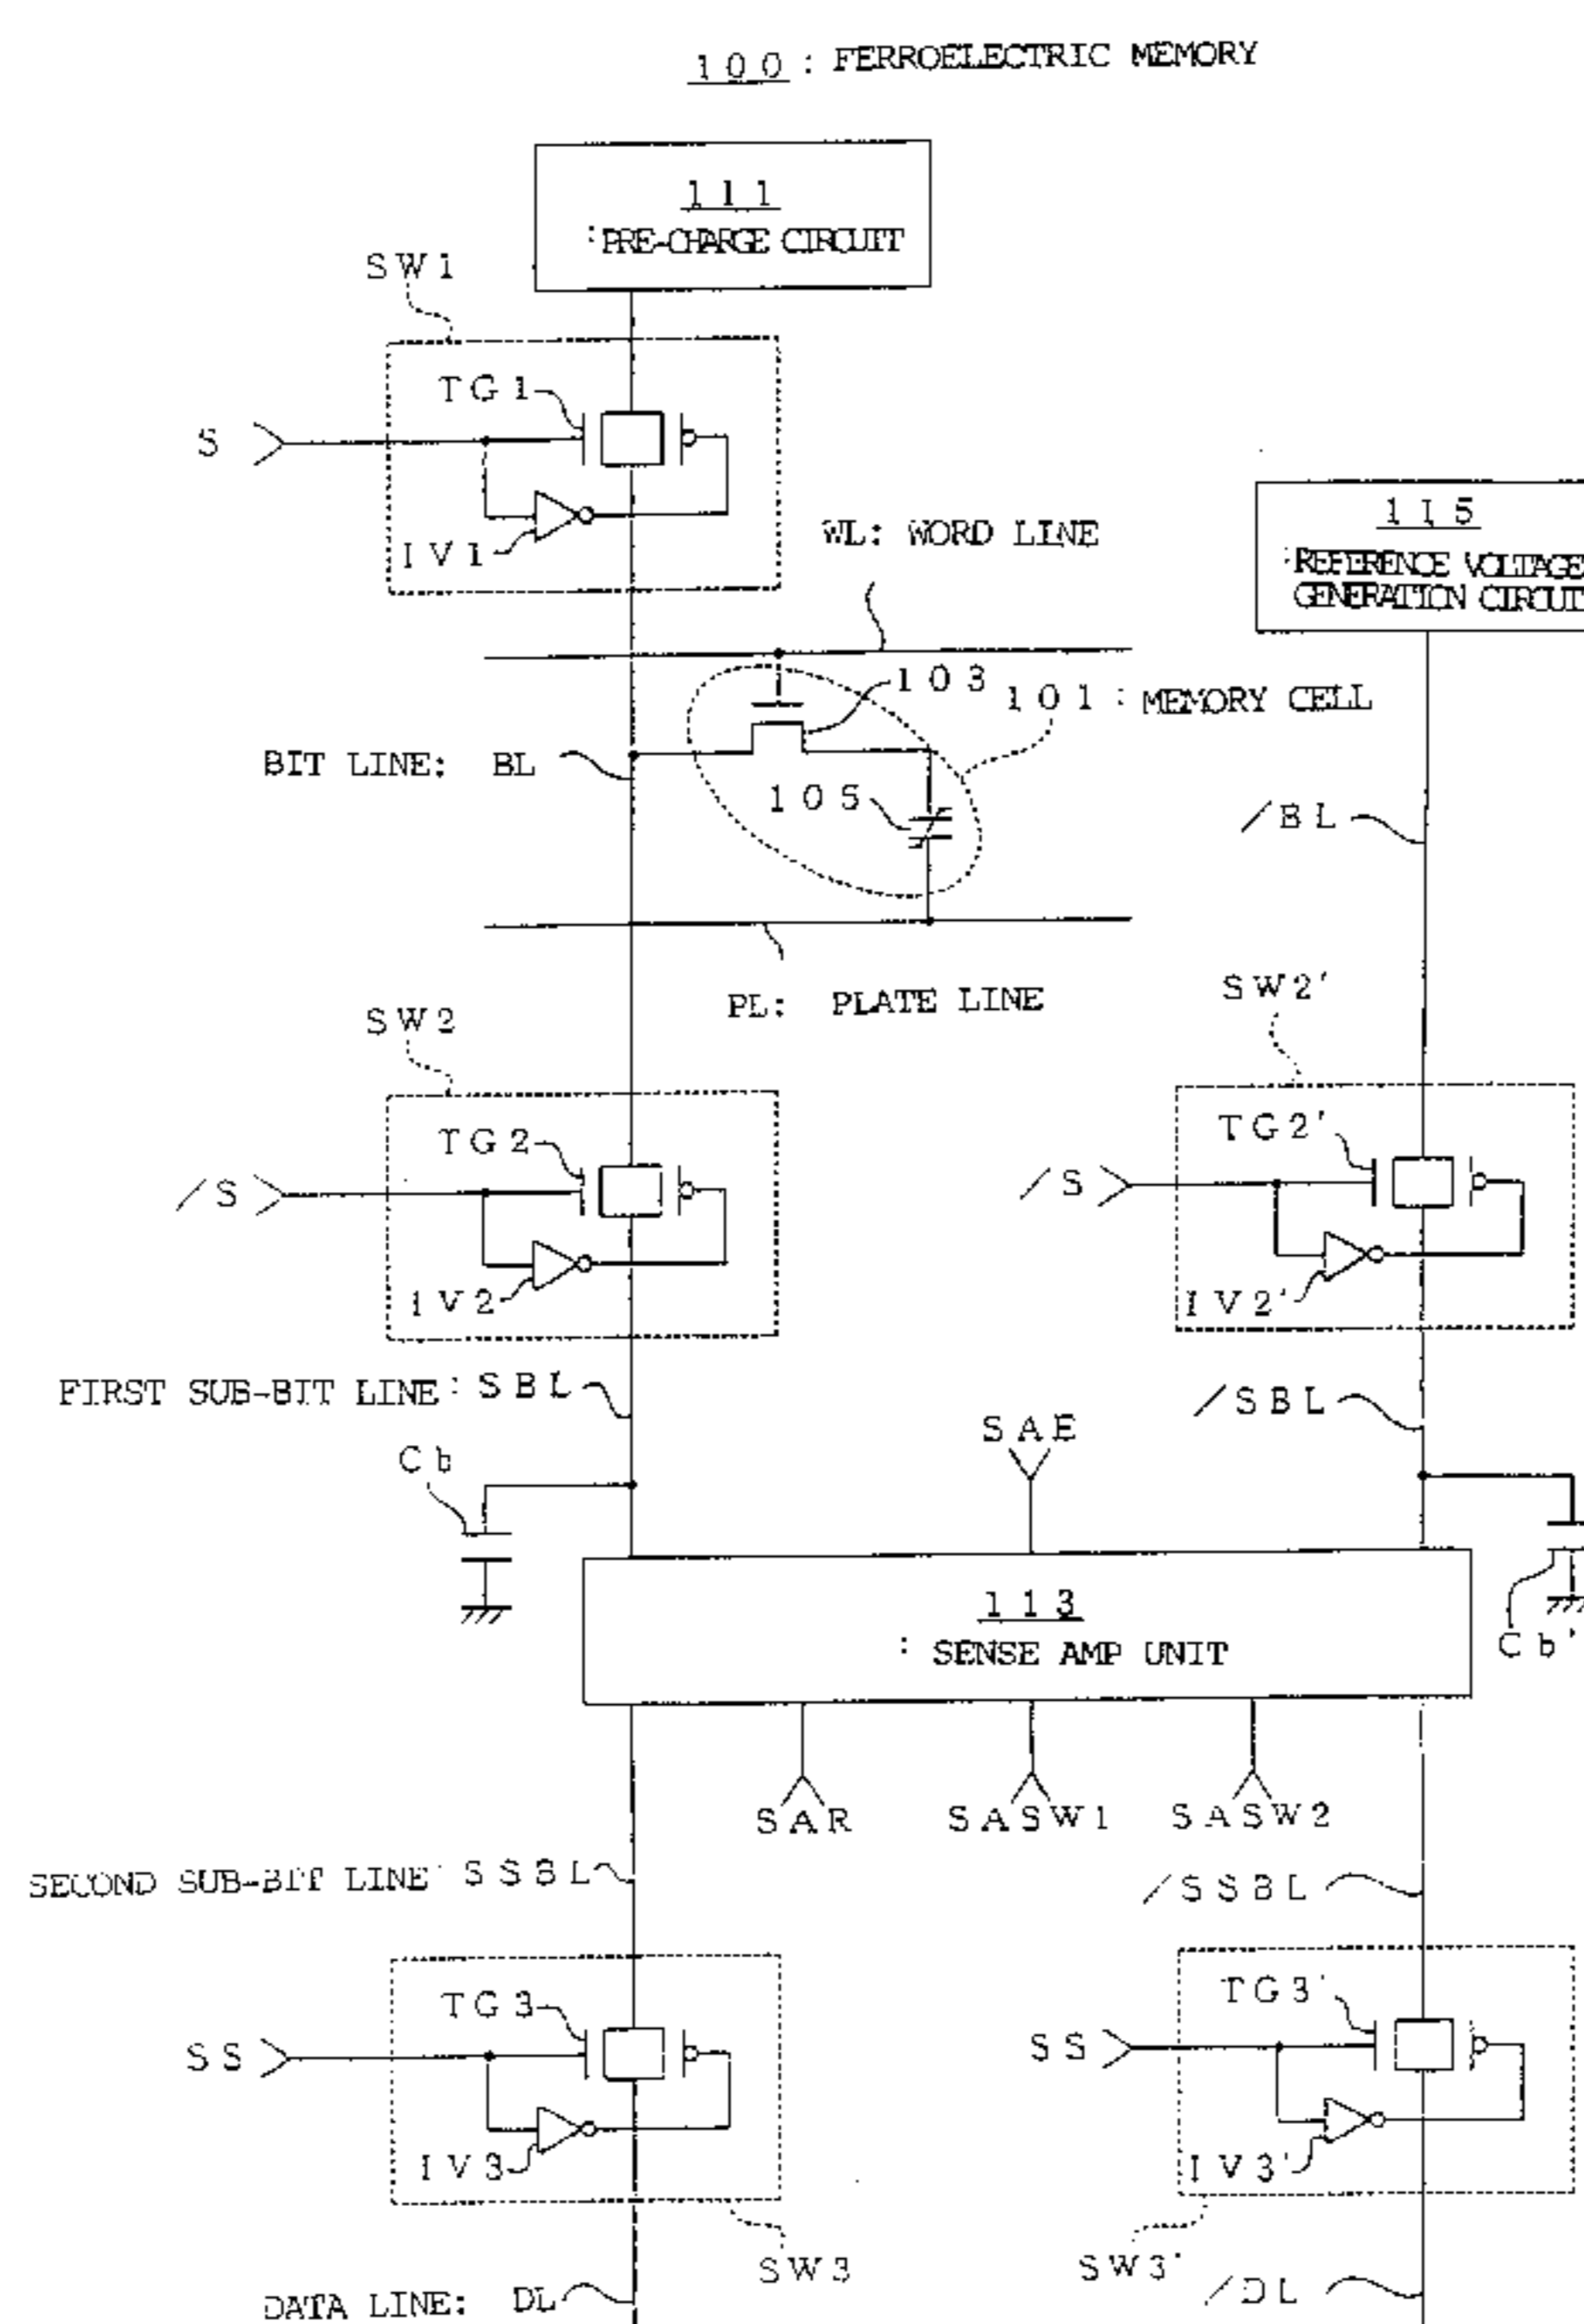 100 : FERROELECTRIC MEMORY
111
: PRE-CHARGE CIRCUIT
SW1
TG1
S
IV1
WL: WORD LINE
115
:REFERENCE VOLTAGE
GENERATION CIRCUIT
103
101 : MEMORY CELL
BIT LINE: BL
105
/BL
PL: PLATE LINE
SW2
SW2'
TG2
TG2'
/S
/S
IV2
IV2'
FIRST SUB-BIT LINE: SBL
/SBL
SAE
Cb
113
: SENSE AMP UNIT
Cb'
SAR
SASW1
SASW2
SECOND SUB-BIT LINE: SSBL
/SSBL
TG3
TG3'
SS
SS
IV3
IV3'
SW3
SW3'
DATA LINE: DL
/DL